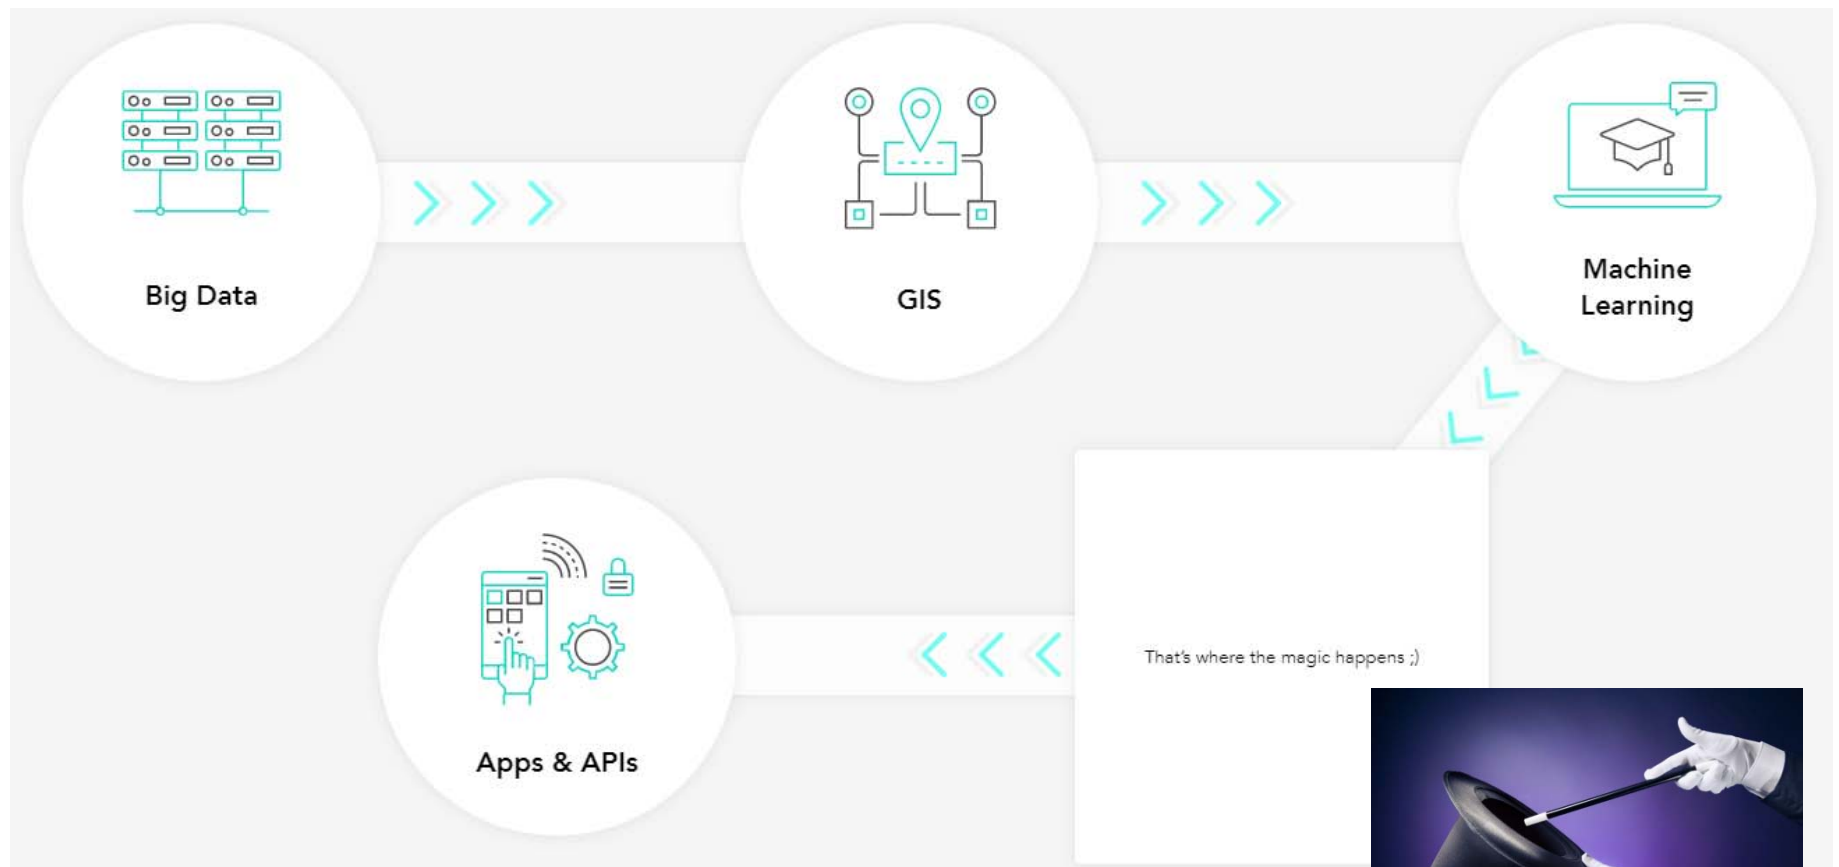 Big Data
GIS
Machine
Learning
That's where the magic happens ;)
Apps & APIs